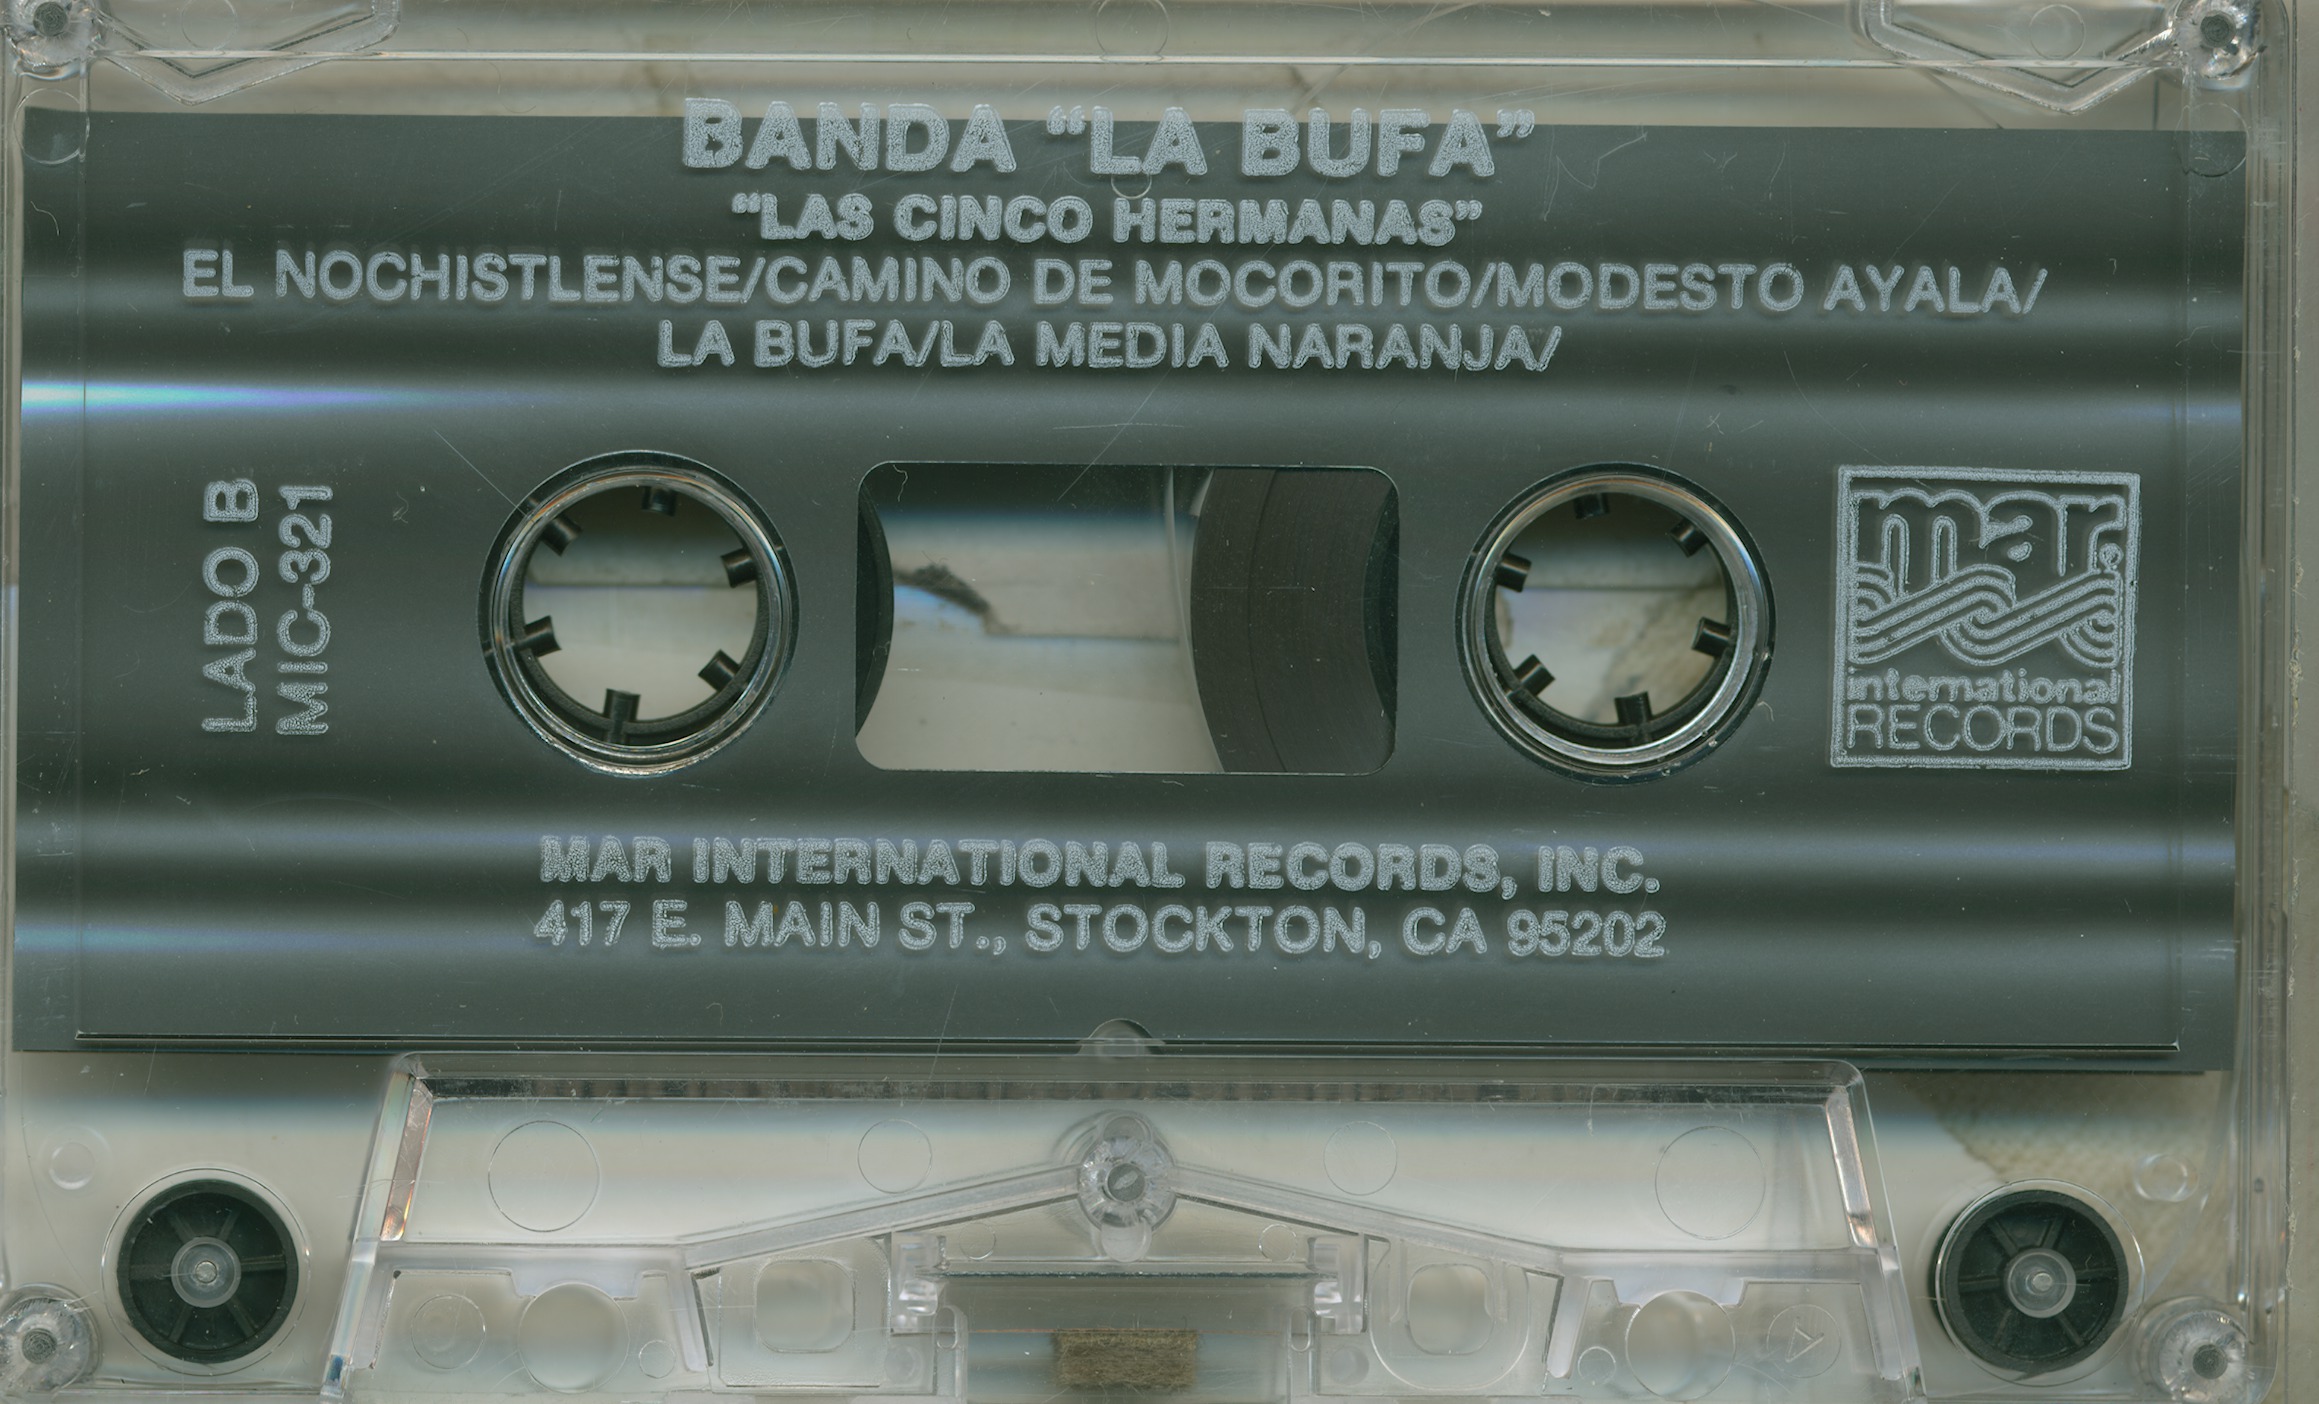 BANDA “LA BUFA”
“LAS CINCO HERMANAS”
EL NOCHISTLENSE/CAMINO DE MOCORITO/MODESTO AYALA/
LA BUFA/LA MEDIA NARANJA/
LADO B
MIC-321
mar
international
RECORDS
MAR INTERNATIONAL RECORDS, INC.
417 E. MAIN ST., STOCKTON, CA 95202
A